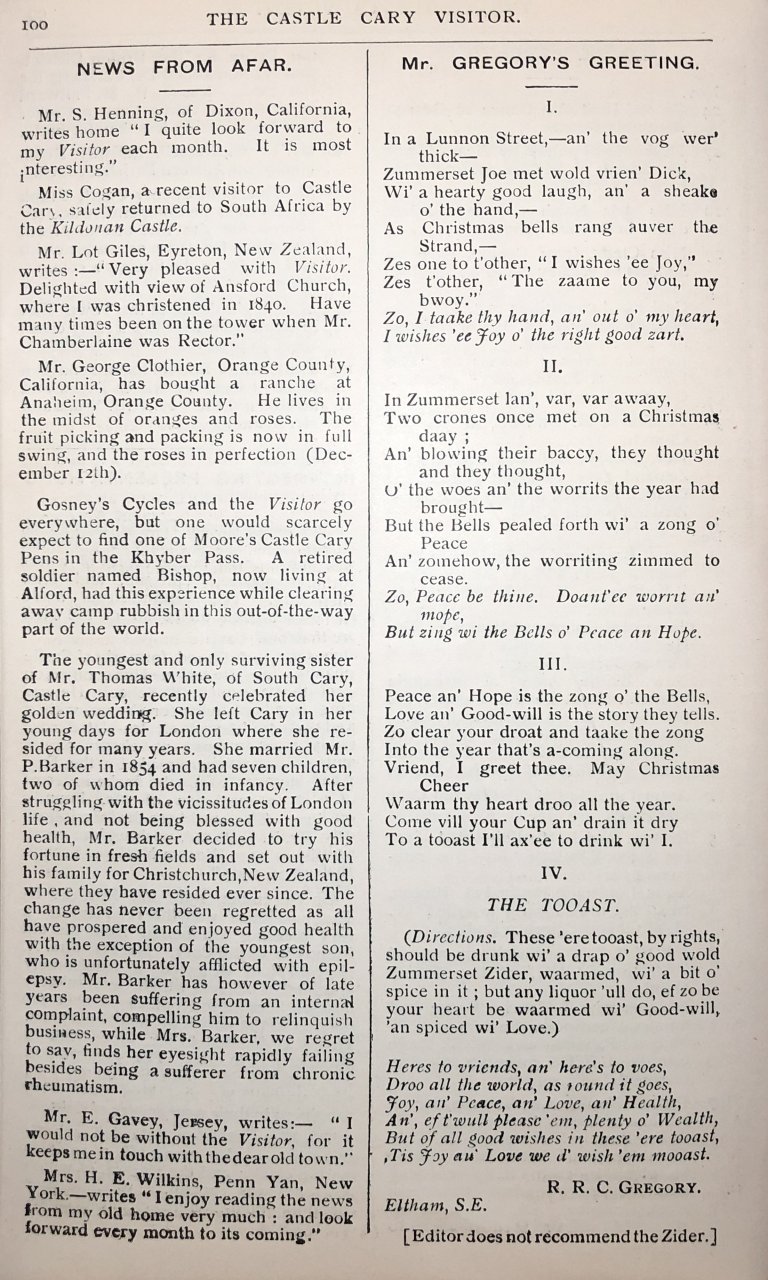 100
THE CASTLE CARY VISITOR.
NEWS FROM AFAR.
Mr. S. Henning, of Dixon, California,
writes home “ I quite look forward to
my Visitor each month. It is most
interesting.”
Miss Cogan, a recent visitor to Castle
Cary, safely returned to South Africa by
the Kildonan Castle.
Mr. Lot Giles, Eyreton, New Zealand,
writes :—“ Very pleased with Visitor.
Delighted with view of Ansford Church,
where I was christened in 1840. Have
many times been on the tower when Mr.
Chamberlaine was Rector.”
Mr. George Clothier, Orange County,
California, has bought a ranche at
Anaheim, Orange County. He lives in
the midst of oranges and roses. The
fruit picking and packing is now in full
swing, and the roses in perfection (Dec-
ember 12th).
Gosney's Cycles and the Visitor go
everywhere, but one would scarcely
expect to find one of Moore's Castle Cary
Pens in the Khyber Pass. A retired
soldier named Bishop, now living at
Alford, had this experience while clearing
away camp rubbish in this out-of-the-way
part of the world.
The youngest and only surviving sister
of Mr. Thomas White, of South Cary,
Castle Cary, recently celebrated her
golden wedding. She left Cary in her
young days for London where she re-
sided for many years. She married Mr.
P.Barker in 1854 and had seven children,
two of whom died in infancy. After
struggling with the vicissitudes of London
life , and not being blessed with good
health, Mr. Barker decided to try his
fortune in fresh fields and set out with
his family for Christchurch,New Zealand,
where they have resided ever since. The
change has never been regretted as all
have prospered and enjoyed good health
with the exception of the youngest son,
who is unfortunately afflicted with epil-
epsy. Mr. Barker has however of late
years been suffering from an internal
complaint, compelling him to relinquish
business, while Mrs. Barker, we regret
to say, finds her eyesight rapidly failing
besides being a sufferer from chronic
rheumatism.
Mr. E. Gavey, Jersey, writes:— “ I
would not be without the Visitor, for it
keeps me in touch with the dear old town.”
Mrs. H. E. Wilkins, Penn Yan, New
York.—writes “ I enjoy reading the news
from my old home very much : and look
forward every month to its coming.”
Mr. GREGORY'S GREETING.
I.
In a Lunnon Street,—an' the vog wer'
thick—
Zummerset Joe met wold vrien' Dick,
Wi' a hearty good laugh, an' a sheake
o' the hand,—
As Christmas bells rang auver the
Strand,—
Zes one to t'other, “ I wishes 'ee Joy,”
Zes t'other, “ The zaame to you, my
bwoy.”
Zo, I taake thy hand, an' out o' my heart,
I wishes 'ee Joy o' the right good zart.
II.
In Zummerset lan', var, var awaay,
Two crones once met on a Christmas
daay ;
An' blowing their baccy, they thought
and they thought,
O' the woes an' the worrits the year had
brought—
But the Bells pealed forth wi' a zong o'
Peace
An' zomehow, the worriting zimmed to
cease.
Zo, Peace be thine. Doant'ee worrit an'
mope,
But zing wi the Bells o' Peace an Hope.
III.
Peace an' Hope is the zong o' the Bells,
Love an' Good-will is the story they tells.
Zo clear your droat and taake the zong
Into the year that's a-coming along.
Vriend, I greet thee. May Christmas
Cheer
Waarm thy heart droo all the year.
Come vill your Cup an' drain it dry
To a tooast I'll ax'ee to drink wi' I.
IV.
THE TOOAST.
(Directions. These 'ere tooast, by rights,
should be drunk wi' a drap o' good wold
Zummerset Zider, waarmed, wi' a bit o'
spice in it ; but any liquor 'ull do, ef zo be
your heart be waarmed wi' Good-will,
'an spiced wi' Love.)
Heres to vriends, an' here's to voes,
Droo all the world, as round it goes,
Joy, an' Peace, an' Love, an' Health,
An', ef t'wull please 'em, plenty o' Wealth,
But of all good wishes in these 'ere tooast,
,Tis Joy au' Love we d' wish 'em mooast.
R. R. C. GREGORY.
Eltham, S.E.
[Editor does not recommend the Zider.]